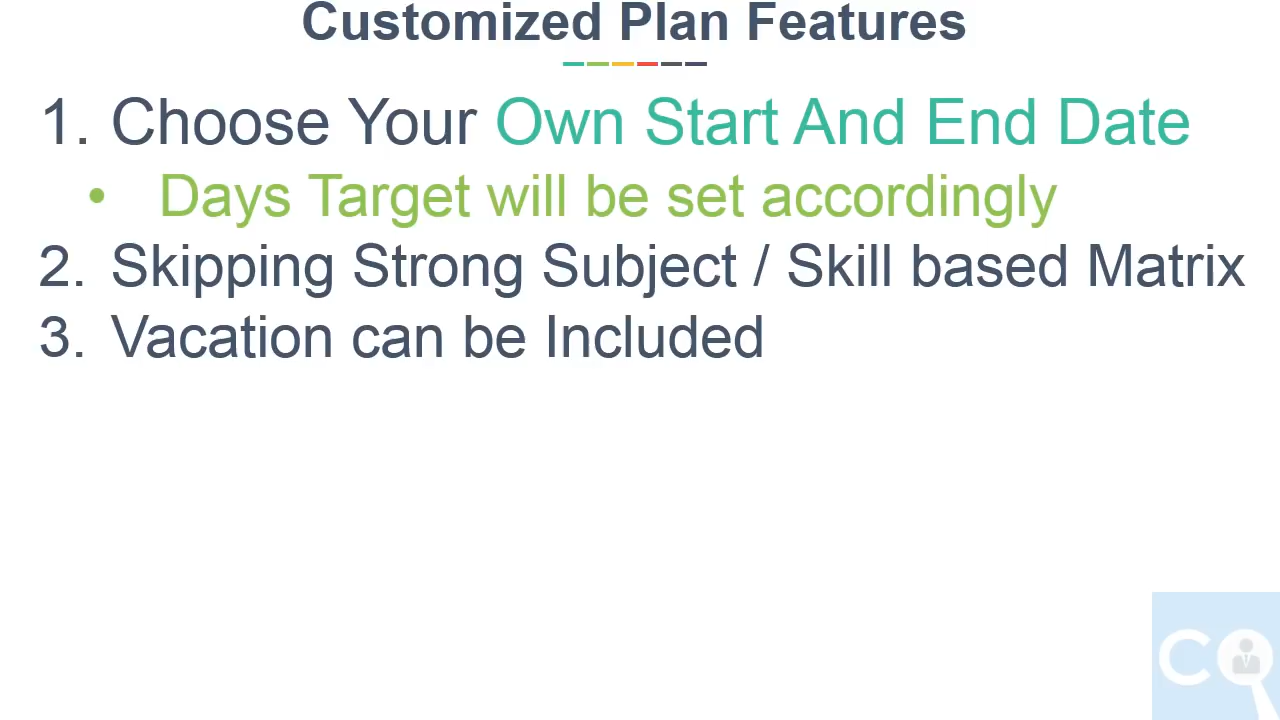 Customized Plan Features
1. Choose Your Own Start And End Date
• Days Target will be set accordingly
2. Skipping Strong Subject / Skill based Matrix
3. Vacation can be Included
CQ